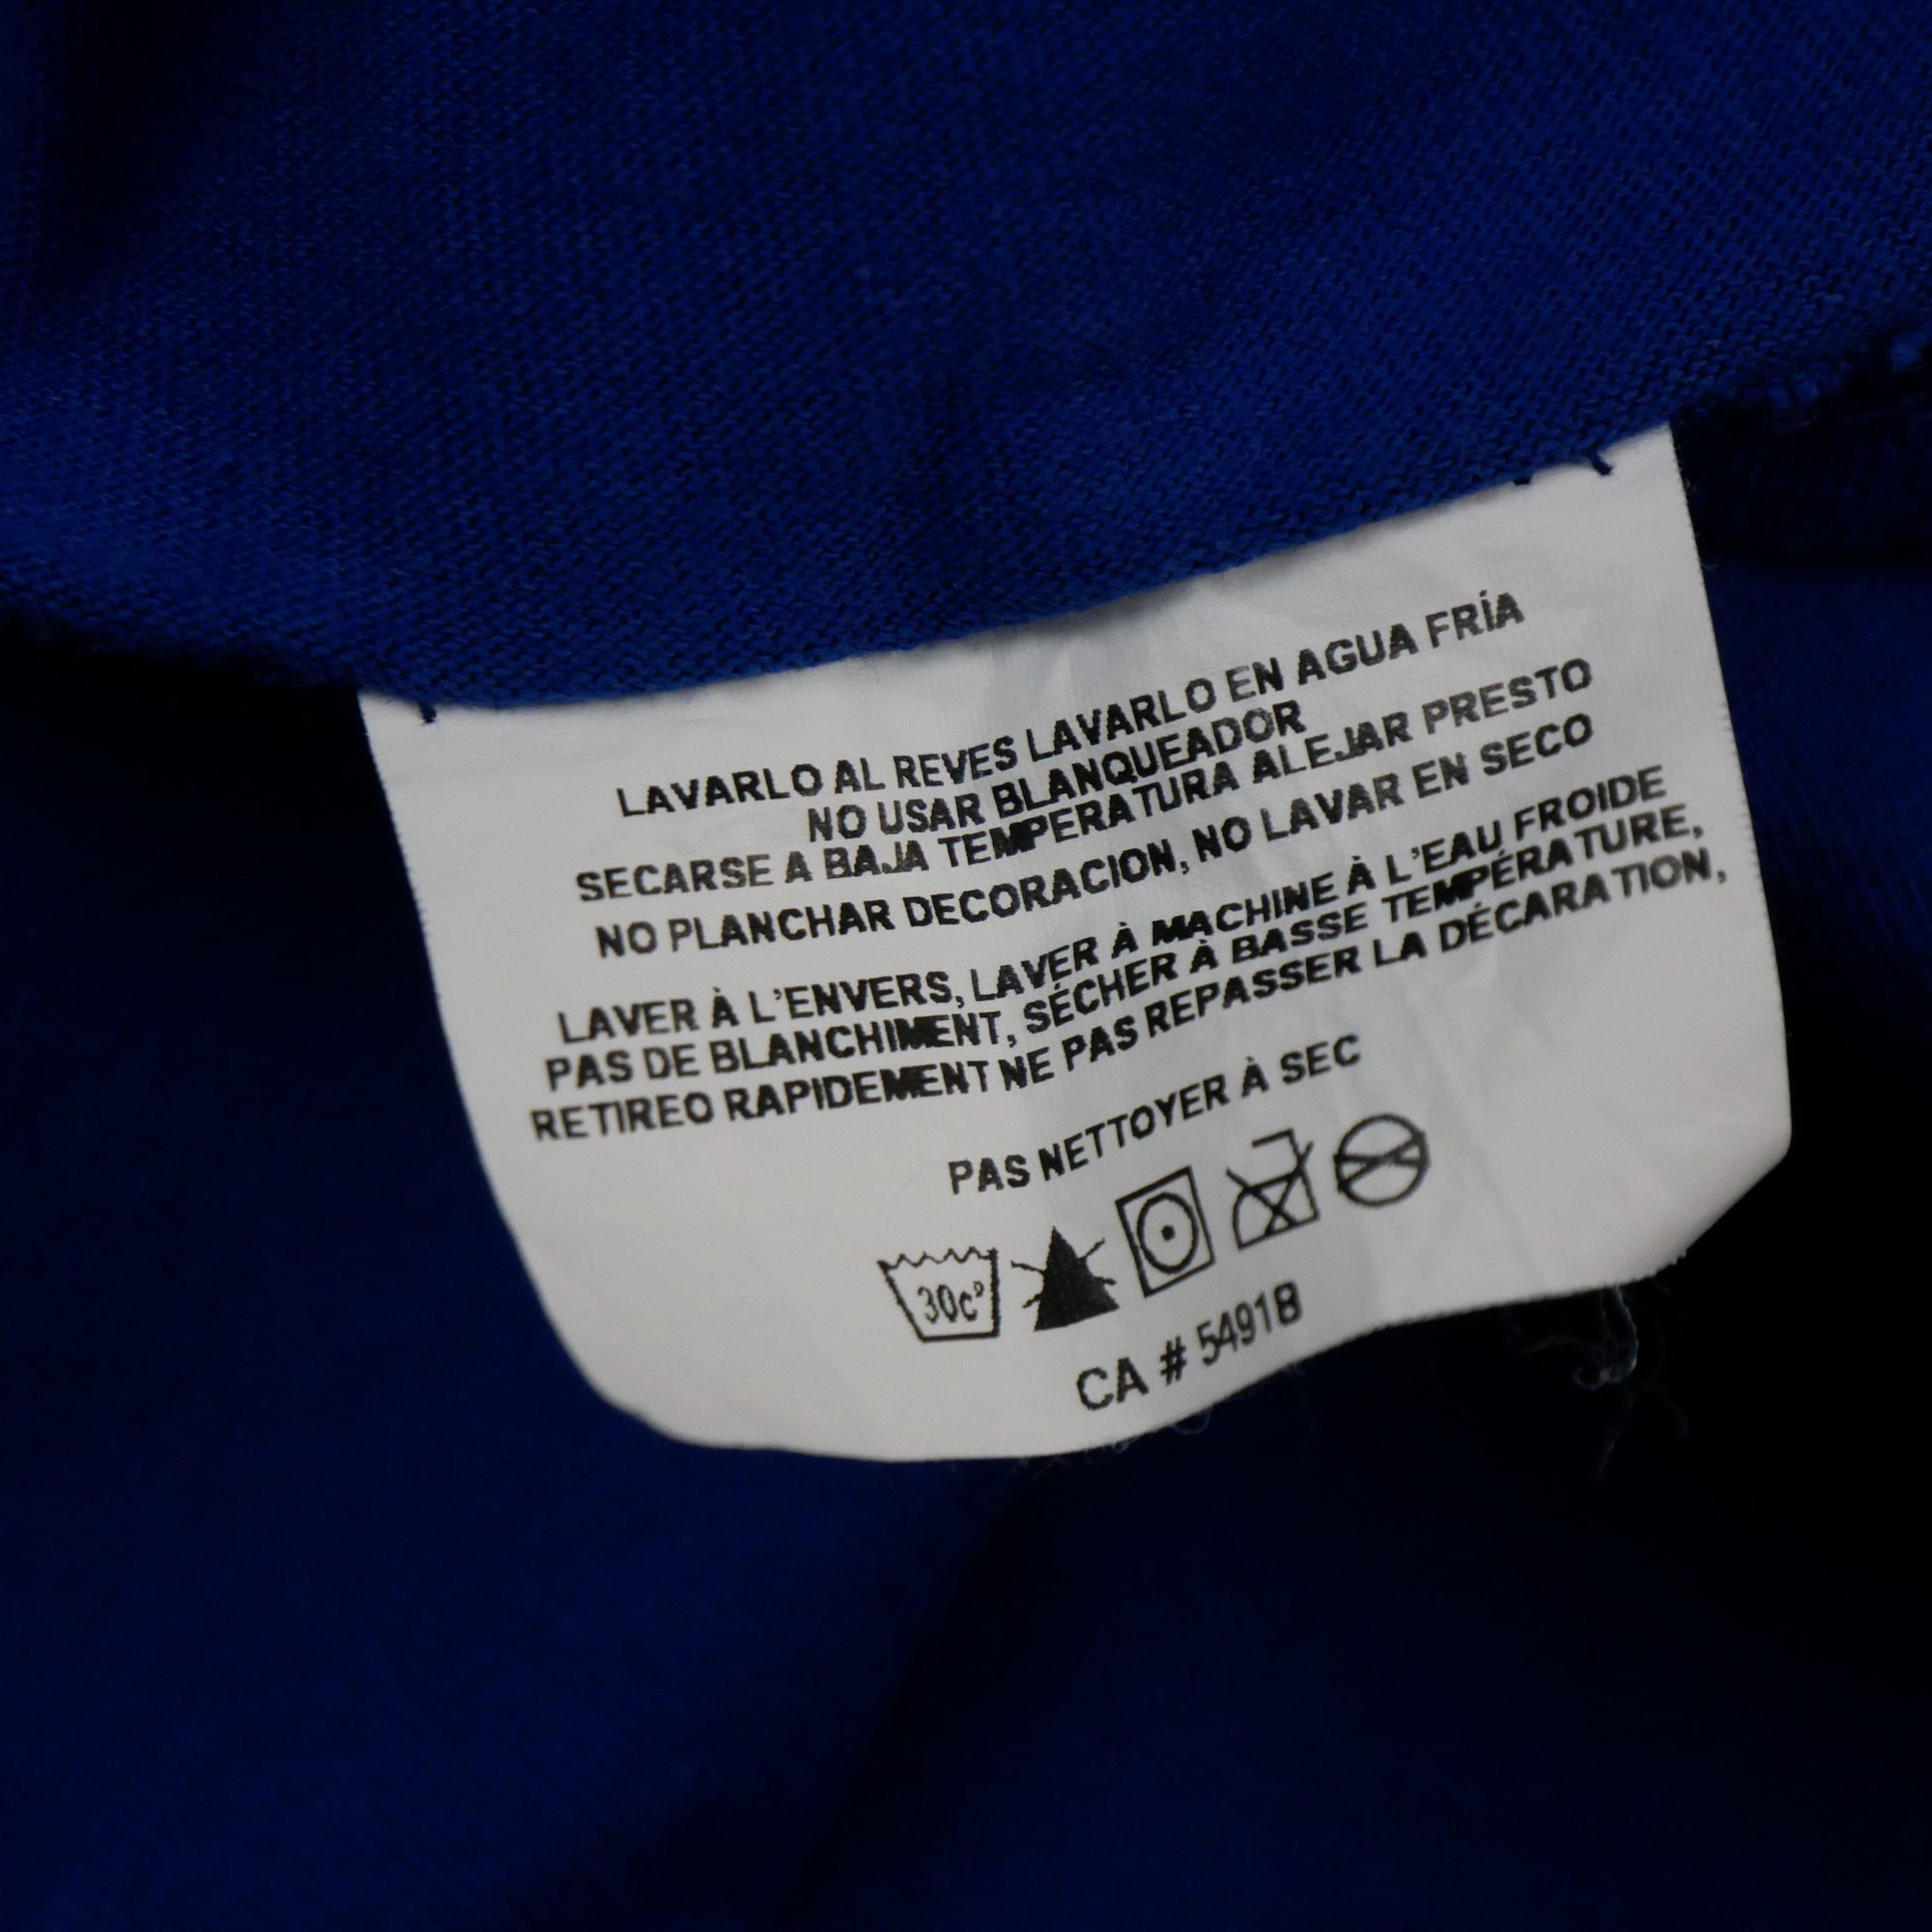 LAVARLO AL REVES LAVARLO EN AGUA FRÍA
NO USAR BLANQUEADOR
SECARSE A BAJA TEMPERATURA ALEJAR PRESTO
NO PLANCHAR DECORACION, NO LAVAR EN SECO
LAVER À L'ENVERS, LAVER À MACHINE À L'EAU FROIDE
PAS DE BLANCHIMENT, SÉCHER À BASSE TEMPÉRATURE,
RETIREO RAPIDEMENT NE PAS REPASSER LA DÉCARATION,
PAS NETTOYER À SEC
30c°
CA # 54918